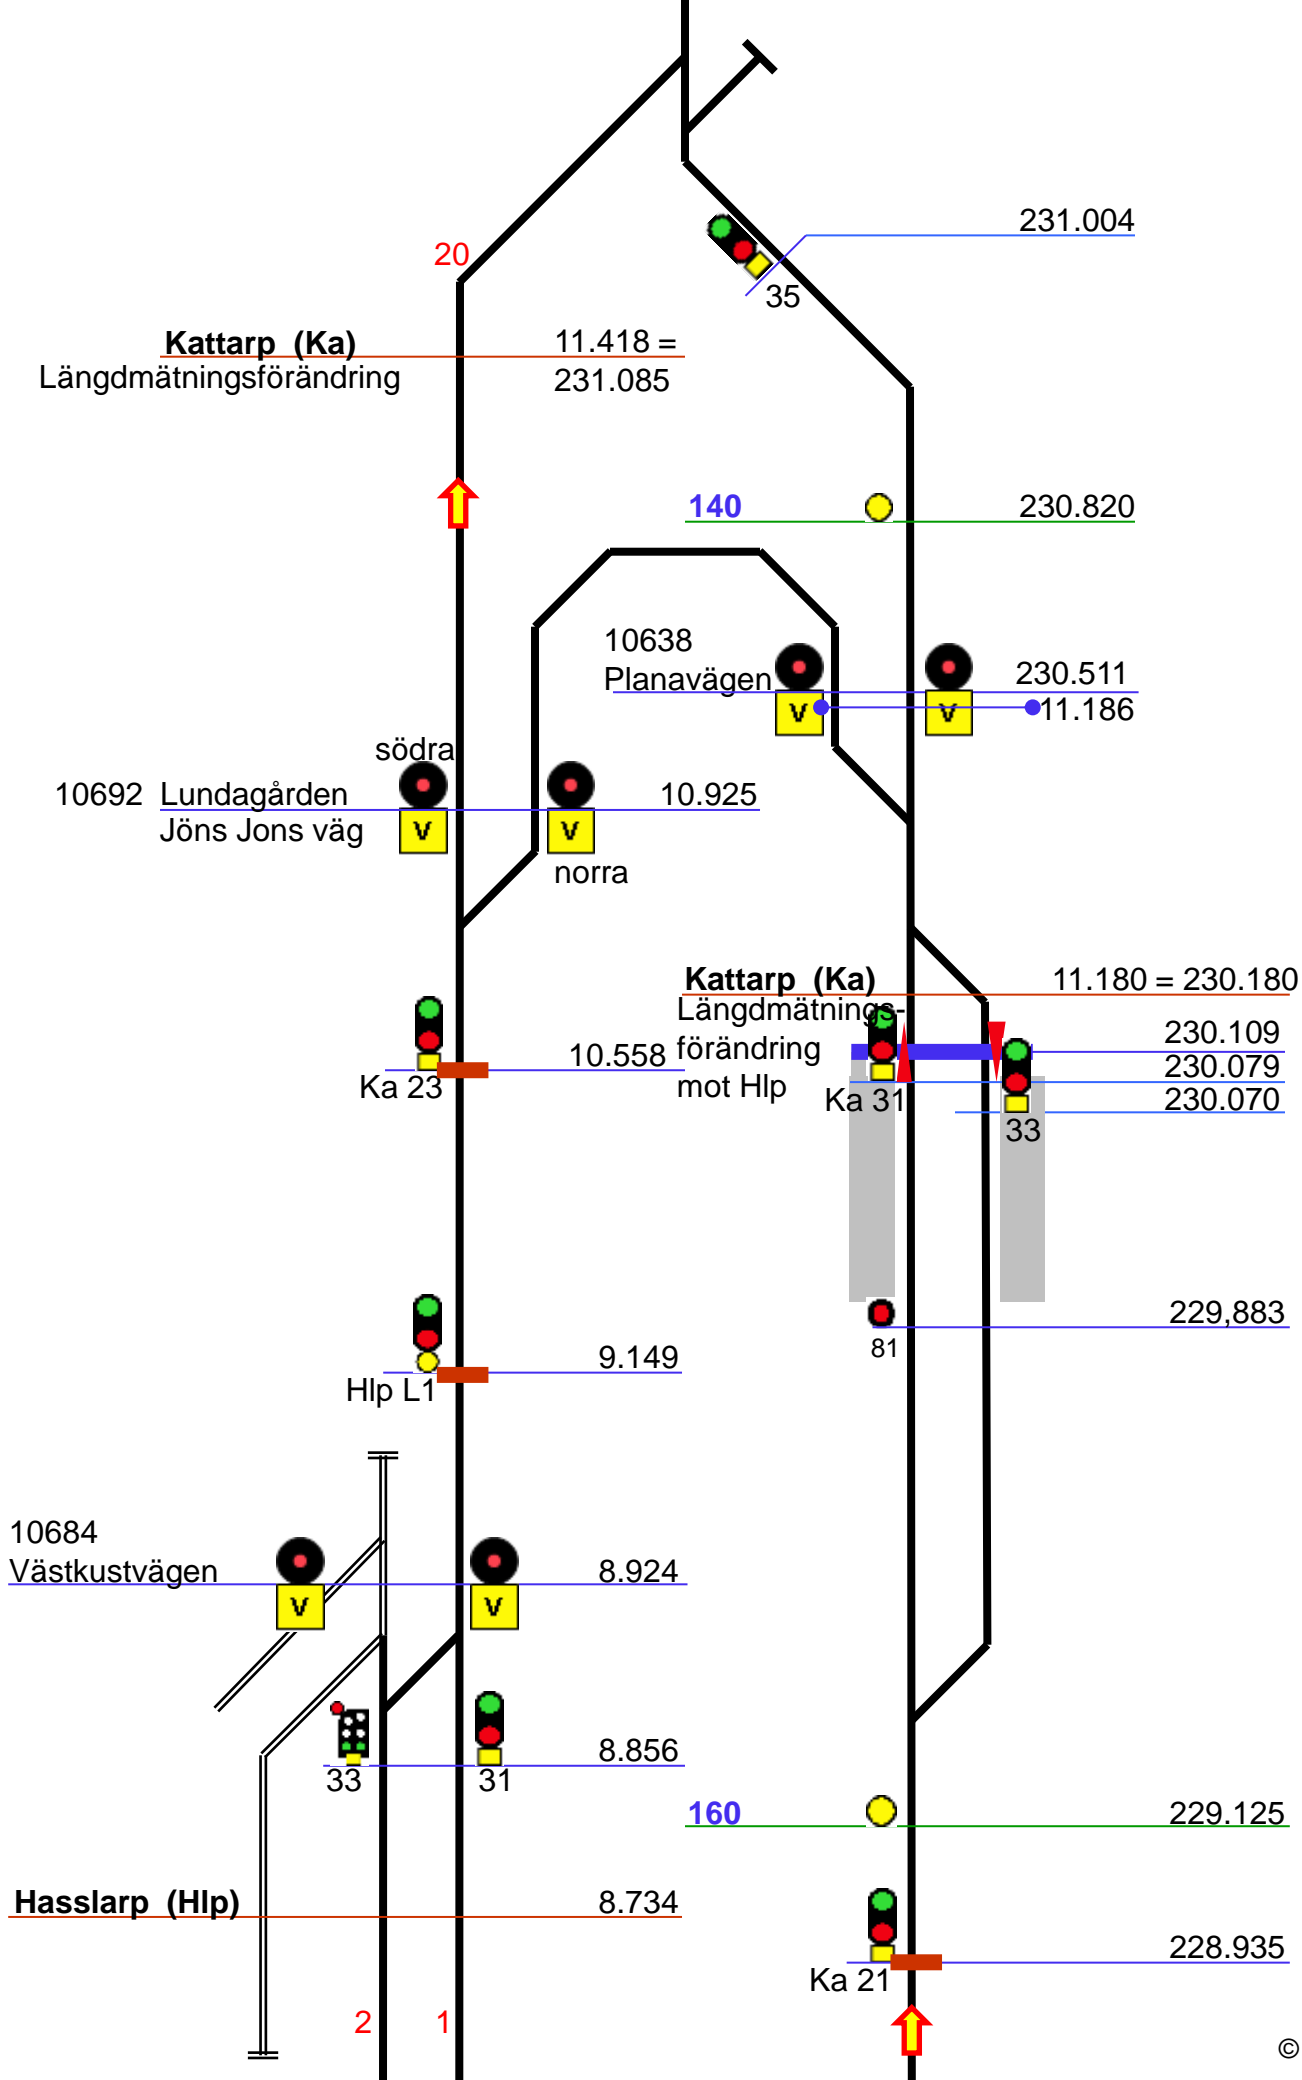 231.004
35
20
Kattarp (Ka)
11.418 =
Längdmätningsförändring
231.085
140
230.820
10638
Planavägen
230.511
V
V
11.186
södra
10692 Lundagården
10.925
Jöns Jons väg
V
V
norra
Kattarp (Ka)
11.180 = 230.180
Längdmätnings-
förändring
mot Hlp
230.109
230.079
230.070
10.558
Ka 23
Ka 31
33
229,883
81
9.149
Hlp L1
10684
Västkustvägen
8.924
V
V
8.856
33
31
160
229.125
Hasslarp (Hlp)
8.734
228.935
Ka 21
2
1
©